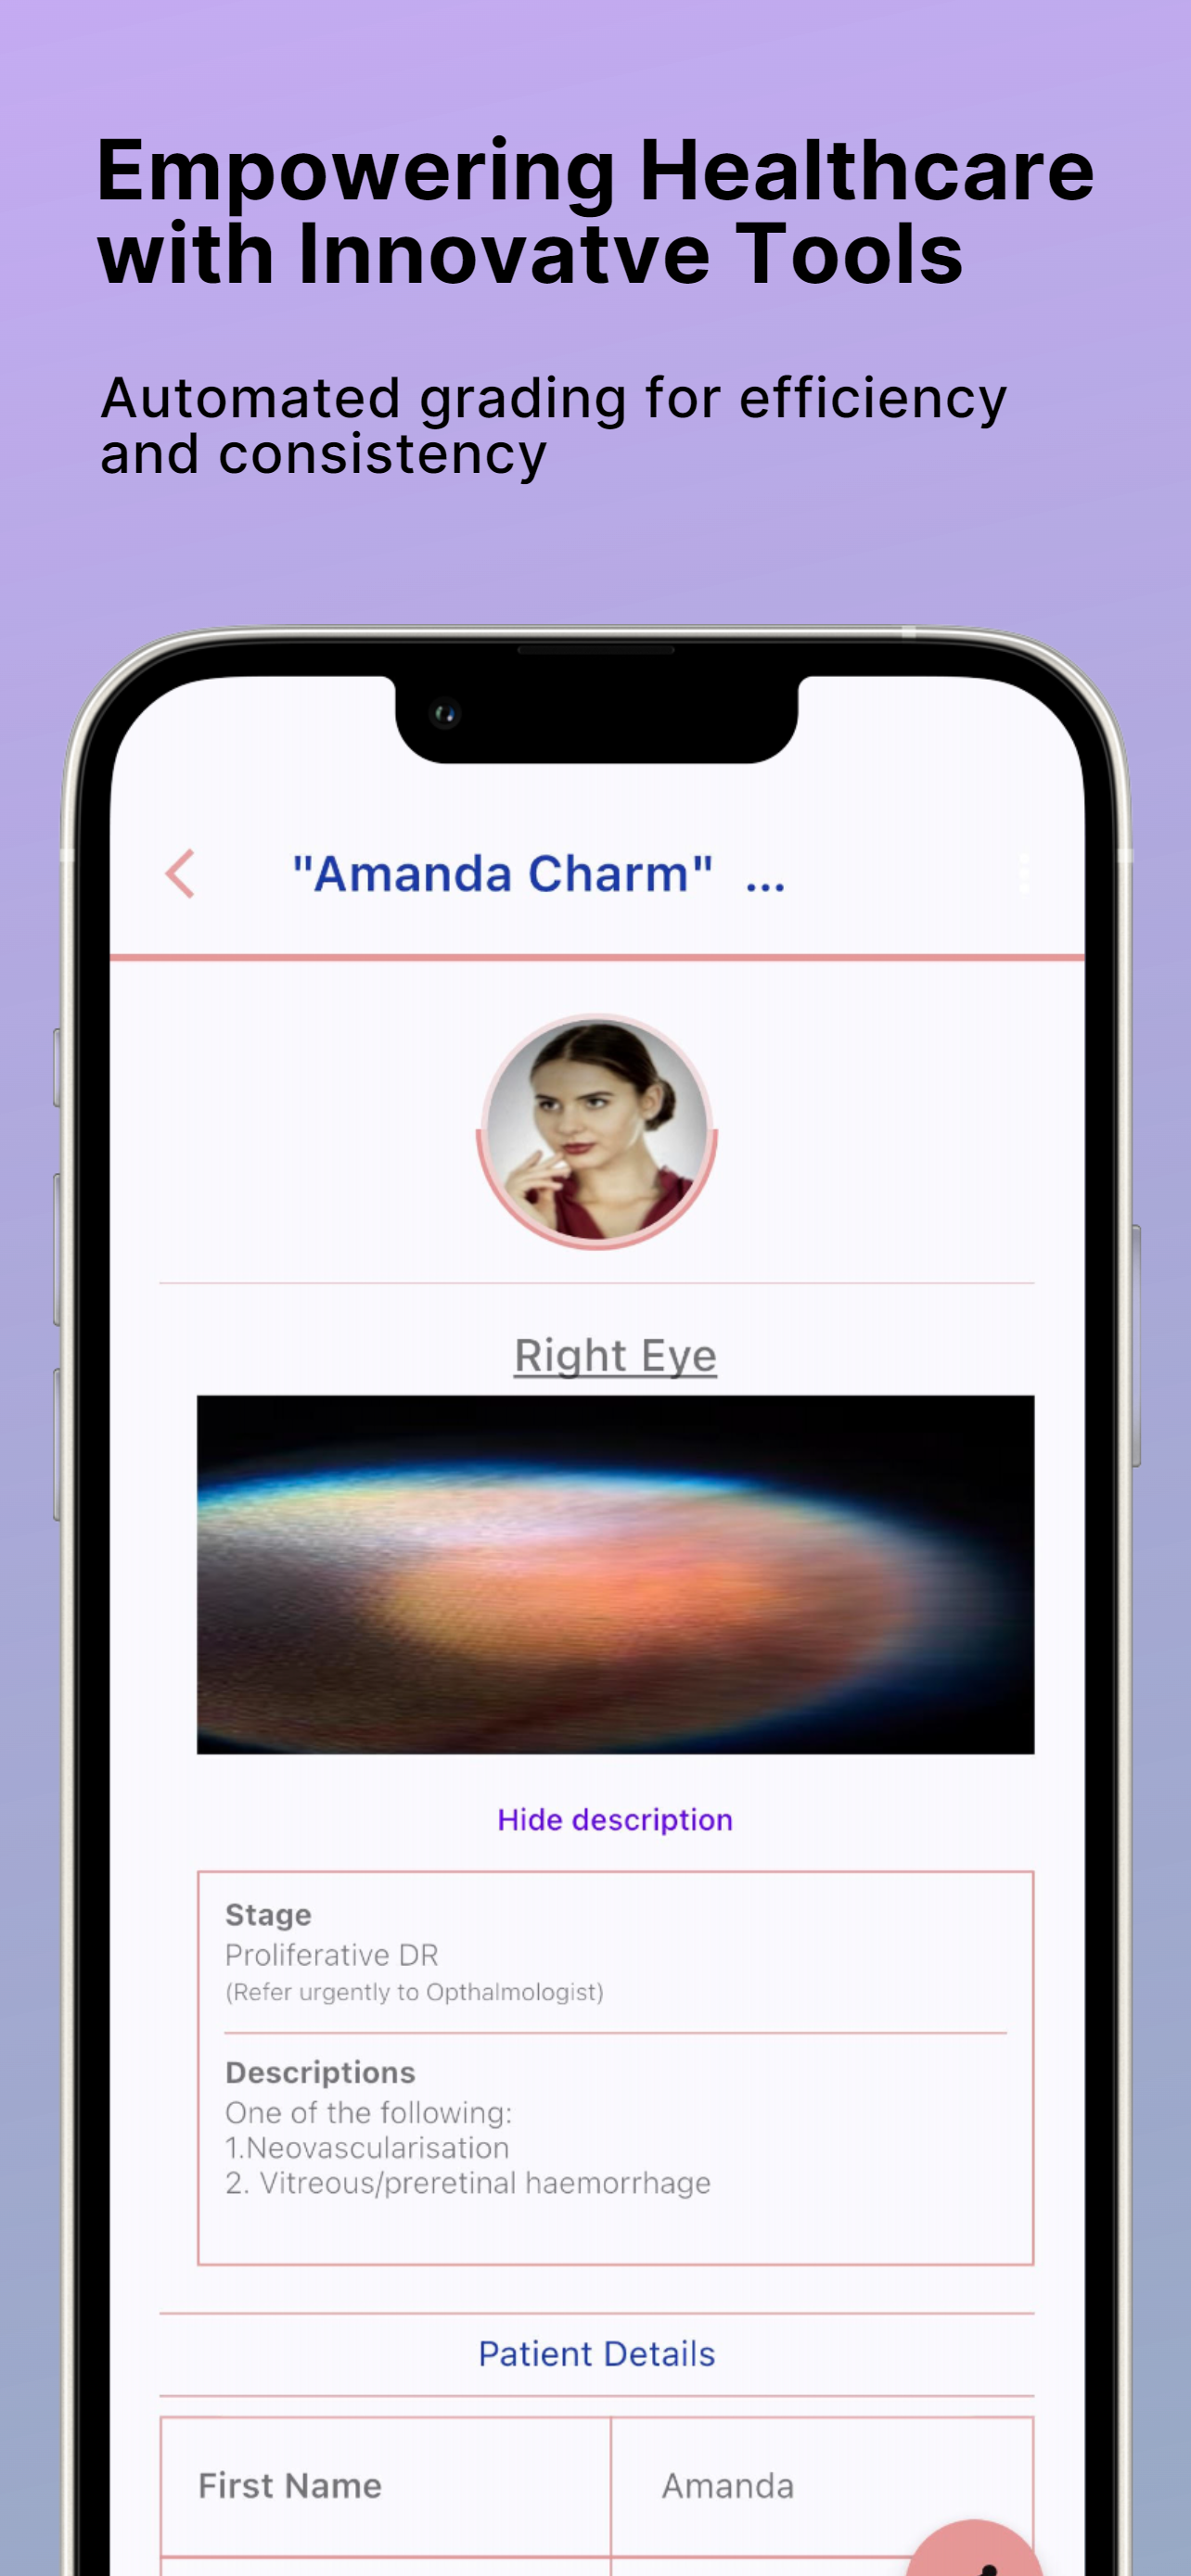 Empowering Healthcare
with Innovatve Tools
Automated grading for efficiency
and consistency
"Amanda Charm" ...
Right Eye
Hide description
Stage
Proliferative DR
(Refer urgently to Opthalmologist)
Descriptions
One of the following:
1.Neovascularisation
2. Vitreous/preretinal haemorrhage
Patient Details
First Name Amanda